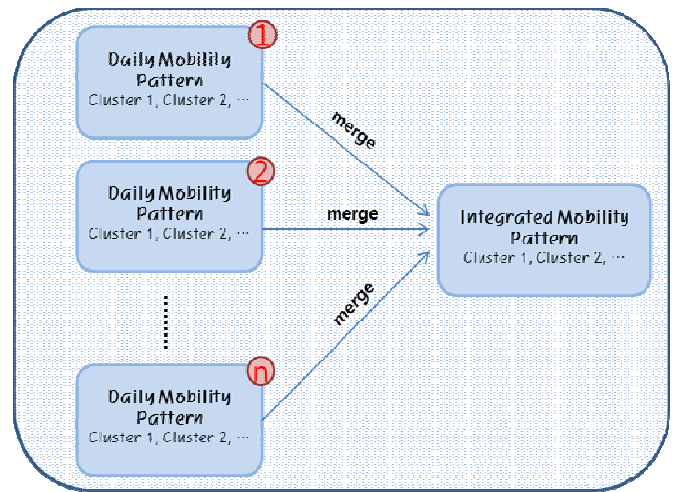 1
Daily Mobility
Pattern
Cluster 1, Cluster 2, ...
merge
2
Daily Mobility
Pattern
Cluster 1, Cluster 2, ...
merge
Integrated Mobility
Pattern
Cluster 1, Cluster 2, ...
merge
n
Daily Mobility
Pattern
Cluster 1, Cluster 2, ...